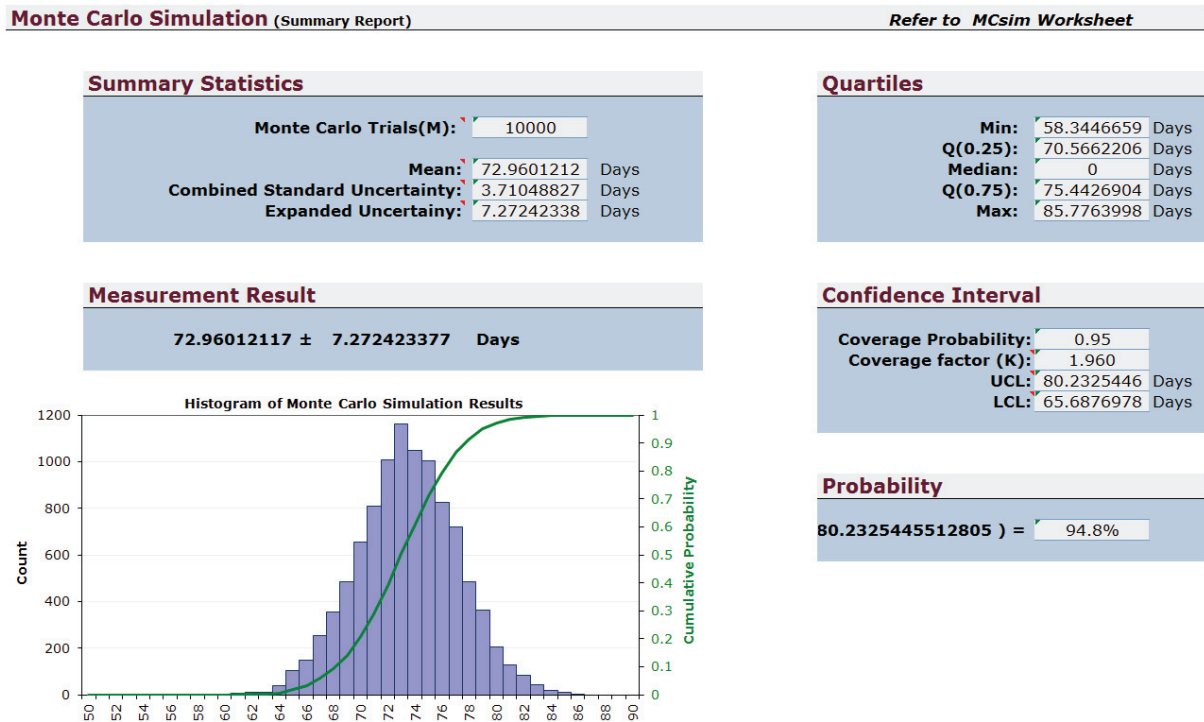 Monte Carlo Simulation (Summary Report) Refer to MCsim Worksheet
Summary Statistics
Monte Carlo Trials(M): 10000
Mean: 72.9601212 Days
Combined Standard Uncertainty: 3.71048827 Days
Expanded Uncertainy: 7.27242338 Days
Quartiles
Min: 58.3446659 Days
Q(0.25): 70.5662206 Days
Median: 0 Days
Q(0.75): 75.4426904 Days
Max: 85.7763998 Days
Measurement Result
72.96012117 ± 7.272423377 Days
Confidence Interval
Coverage Probability: 0.95
Coverage factor (K): 1.960
UCL: 80.2325446 Days
LCL: 65.6876978 Days
Probability
80.2325445512805 ) = 94.8%
Histogram of Monte Carlo Simulation Results
Count
1200
1000
800
600
400
200
0
Cumulative Probability
1
0.9
0.8
0.7
0.6
0.5
0.4
0.3
0.2
0.1
0
50 52 54 56 58 60 62 64 66 68 70 72 74 76 78 80 82 84 86 88 90